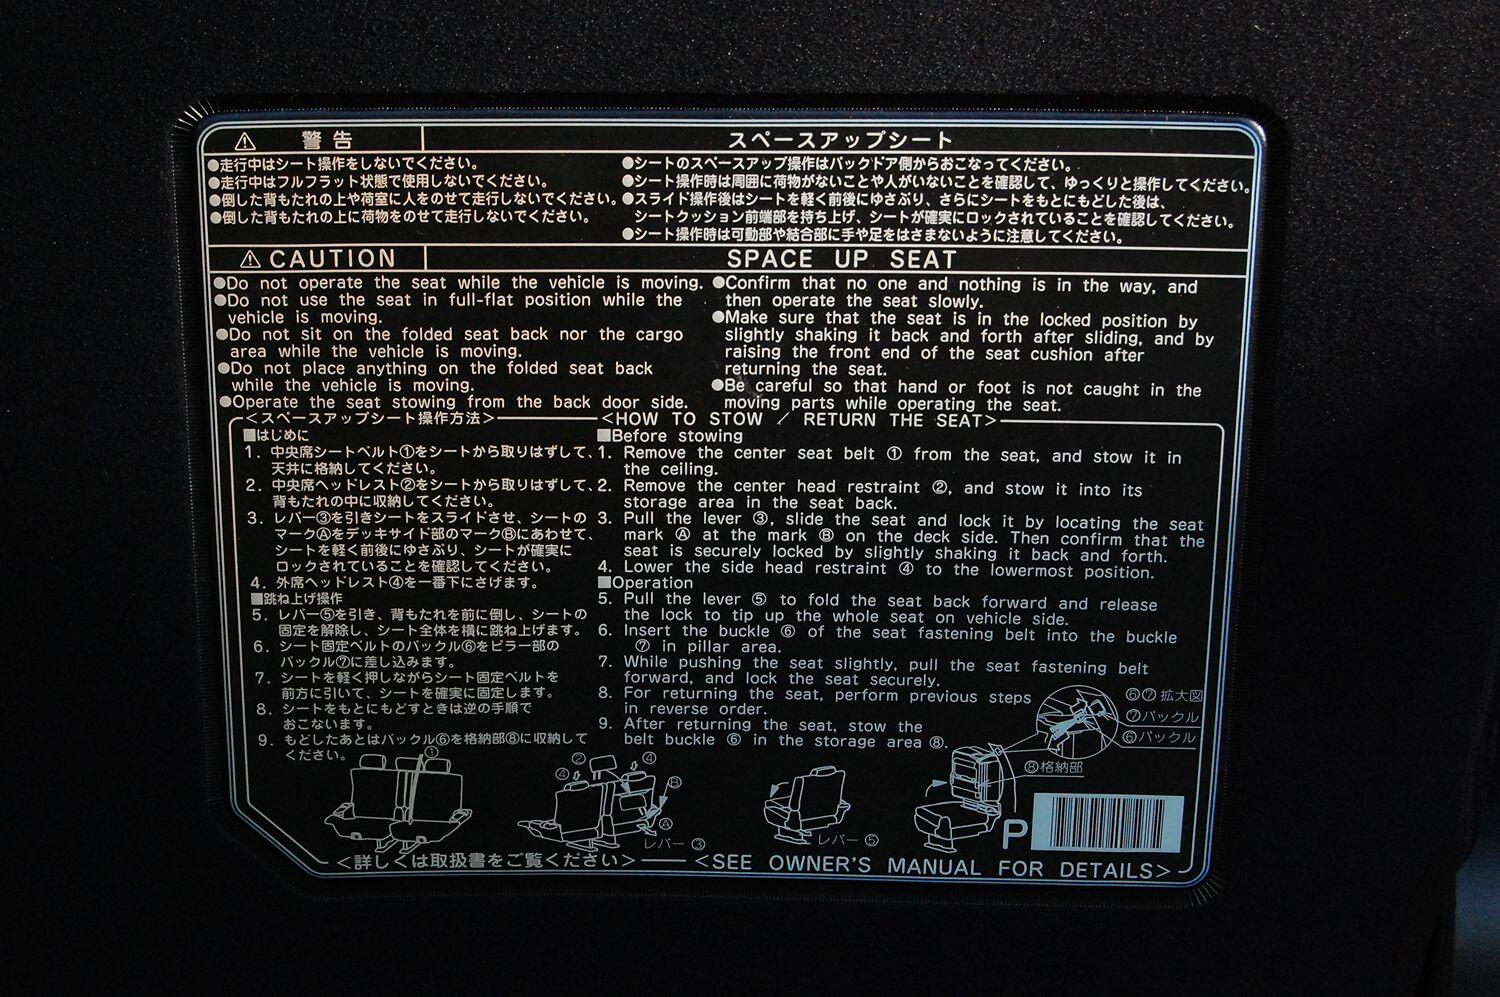 ⚠ 警告
スペースアップシート
●走行中はシート操作をしないでください。
●走行中はフルフラット状態で使用しないでください。
●倒した背もたれの上や荷室に人をのせて走行しないでください。
●倒した背もたれの上に荷物をのせて走行しないでください。
●シートのスペースアップ操作はバックドア側からおこなってください。
●シート操作時は周囲に荷物がないことや人がいないことを確認して、ゆっくりと操作してください。
●スライド操作後はシートを軽く前後にゆさぶり、さらにシートをもとにもどした後は、
シートクッション前端部を持ち上げ、シートが確実にロックされていることを確認してください。
●シート操作時は可動部や結合部に手や足をはさまないように注意してください。
⚠ CAUTION
SPACE UP SEAT
●Do not operate the seat while the vehicle is moving.
●Do not use the seat in full-flat position while the
vehicle is moving.
●Do not sit on the folded seat back nor the cargo
area while the vehicle is moving.
●Do not place anything on the folded seat back
while the vehicle is moving.
●Operate the seat stowing from the back door side.
●Confirm that no one and nothing is in the way, and
then operate the seat slowly.
●Make sure that the seat is in the locked position by
slightly shaking it back and forth after sliding, and by
raising the front end of the seat cushion after
returning the seat.
●Be careful so that hand or foot is not caught in the
moving parts while operating the seat.
<スペースアップシート操作方法>
■はじめに
1. 中央席シートベルト①をシートから取りはずして、
天井に格納してください。
2. 中央席ヘッドレスト②をシートから取りはずして、
背もたれの中に収納してください。
3. レバー③を引きシートをスライドさせ、シートの
マークⒶをデッキサイド部のマークⒷにあわせて、
シートを軽く前後にゆさぶり、シートが確実に
ロックされていることを確認してください。
4. 外席ヘッドレスト④を一番下にさげます。
■跳ね上げ操作
5. レバー⑤を引き、背もたれを前に倒し、シートの
固定を解除し、シート全体を横に跳ね上げます。
6. シート固定ベルトのバックル⑥をピラー部の
バックル⑦に差し込みます。
7. シートを軽く押しながらシート固定ベルトを
前方に引いて、シートを確実に固定します。
8. シートをもとにもどすときは逆の手順で
おこないます。
9. もどしたあとはバックル⑥を格納部⑧に収納して
ください。
<HOW TO STOW / RETURN THE SEAT>
■Before stowing
1. Remove the center seat belt ① from the seat, and stow it in
the ceiling.
2. Remove the center head restraint ②, and stow it into its
storage area in the seat back.
3. Pull the lever ③, slide the seat and lock it by locating the seat
mark Ⓐ at the mark Ⓑ on the deck side. Then confirm that the
seat is securely locked by slightly shaking it back and forth.
4. Lower the side head restraint ④ to the lowermost position.
■Operation
5. Pull the lever ⑤ to fold the seat back forward and release
the lock to tip up the whole seat on vehicle side.
6. Insert the buckle ⑥ of the seat fastening belt into the buckle
⑦ in pillar area.
7. While pushing the seat slightly, pull the seat fastening belt
forward, and lock the seat securely.
8. For returning the seat, perform previous steps
in reverse order.
9. After returning the seat, stow the
belt buckle ⑥ in the storage area ⑧.
⑥⑦拡大図
⑦バックル
⑥バックル
⑧格納部
①
② ④
④ Ⓑ
Ⓐ
レバー ③
レバー ⑤
P
<詳しくは取扱書をご覧ください>
<SEE OWNER'S MANUAL FOR DETAILS>